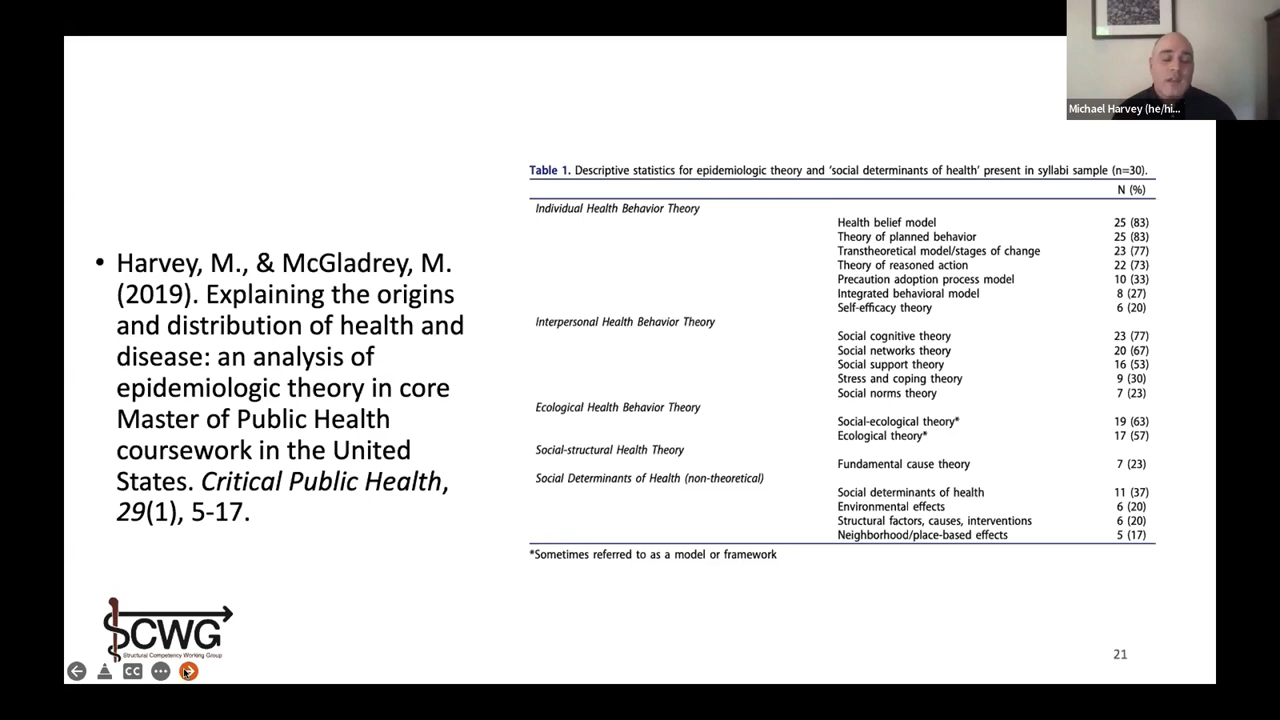 Michael Harvey (he/hi...
• Harvey, M., & McGladrey, M.
(2019). Explaining the origins
and distribution of health and
disease: an analysis of
epidemiologic theory in core
Master of Public Health
coursework in the United
States. Critical Public Health,
29(1), 5-17.
Table 1. Descriptive statistics for epidemiologic theory and ‘social determinants of health’ present in syllabi sample (n=30).
N (%)
Individual Health Behavior Theory
Health belief model 25 (83)
Theory of planned behavior 25 (83)
Transtheoretical model/stages of change 23 (77)
Theory of reasoned action 22 (73)
Precaution adoption process model 10 (33)
Integrated behavioral model 8 (27)
Self-efficacy theory 6 (20)
Interpersonal Health Behavior Theory
Social cognitive theory 23 (77)
Social networks theory 20 (67)
Social support theory 16 (53)
Stress and coping theory 9 (30)
Social norms theory 7 (23)
Ecological Health Behavior Theory
Social-ecological theory* 19 (63)
Ecological theory* 17 (57)
Social-structural Health Theory
Fundamental cause theory 7 (23)
Social Determinants of Health (non-theoretical)
Social determinants of health 11 (37)
Environmental effects 6 (20)
Structural factors, causes, interventions 6 (20)
Neighborhood/place-based effects 5 (17)
*Sometimes referred to as a model or framework
SCWG
Structural Competency Working Group
CC
21